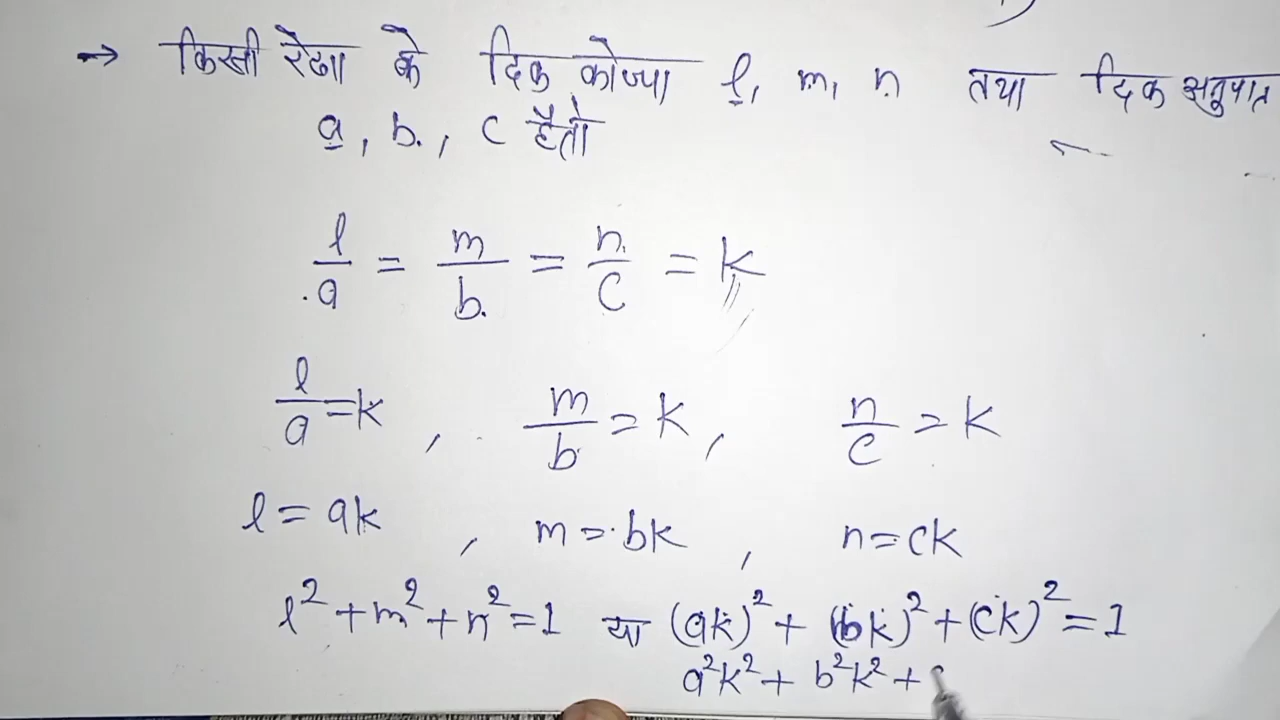 → किसी रेखा के दिक कोज्या l, m, n तथा दिक अनुपात
a, b, c है तो
l/a = m/b = n/c = k
l/a = k , m/b = k , n/c = k
l = ak , m = bk , n = ck
l² + m² + n² = 1 या (ak)² + (bk)² + (ck)² = 1
a²k² + b²k² +